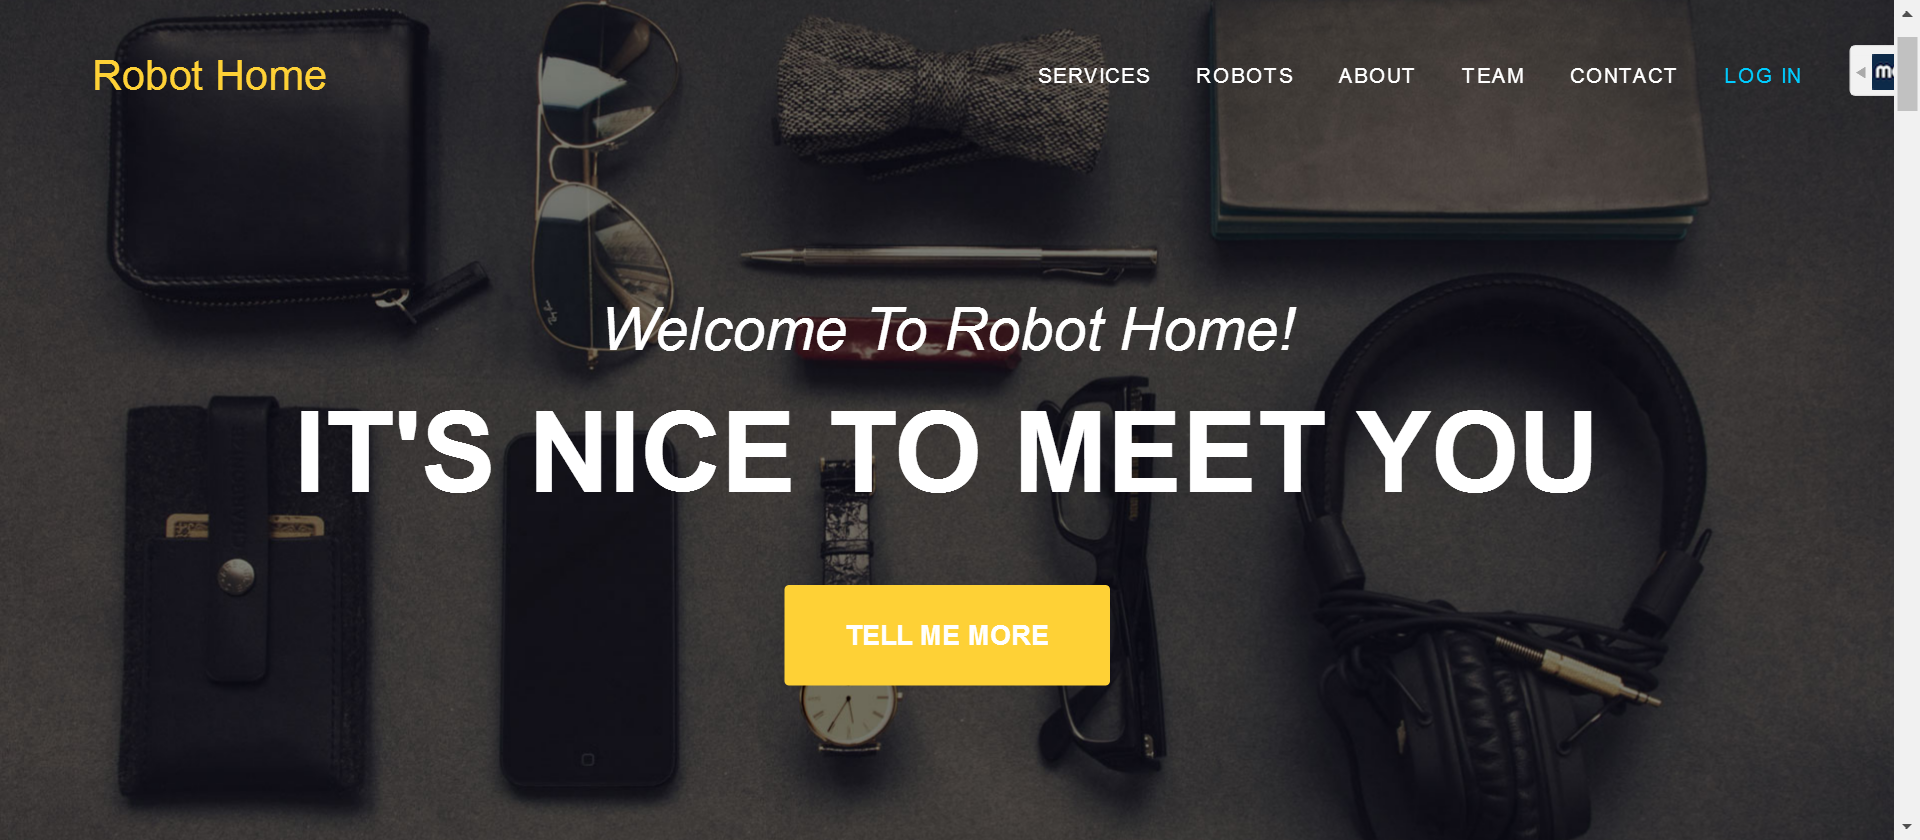 Robot Home
SERVICES ROBOTS ABOUT TEAM CONTACT LOG IN
Welcome To Robot Home!
IT'S NICE TO MEET YOU
TELL ME MORE